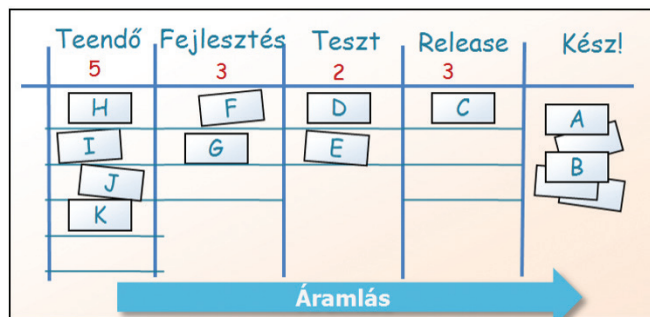 Teendő Fejlesztés Teszt Release Kész!
5 3 2 3
H F D C A
I G E B
J
K
Áramlás